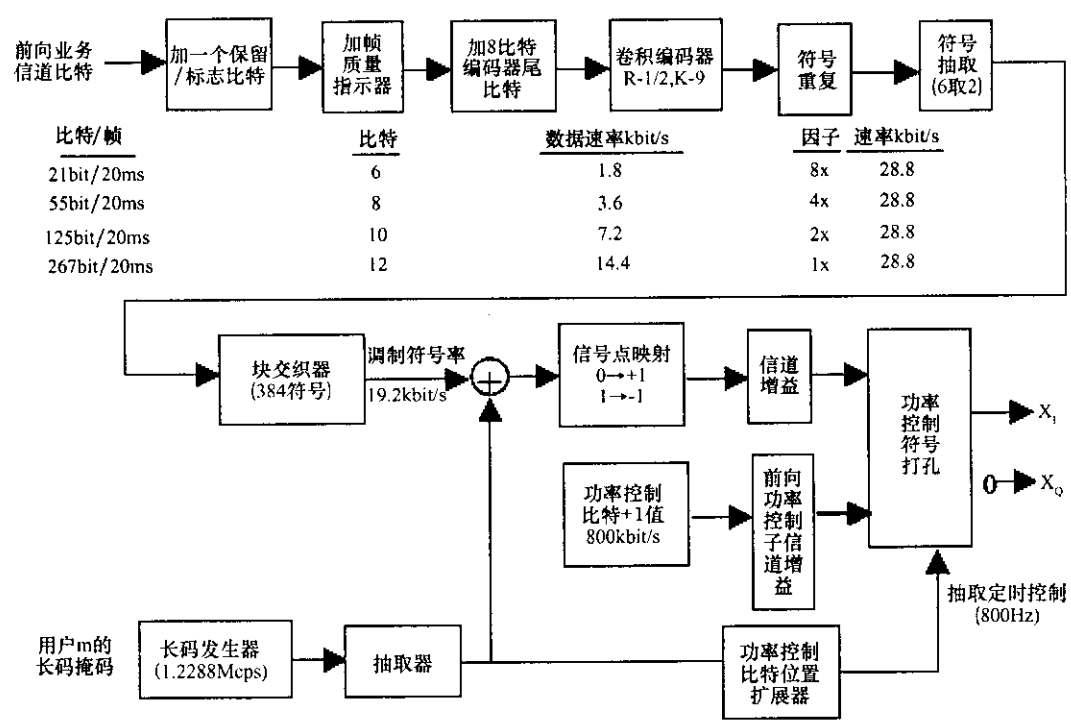 前向业务
信道比特
加一个保留
/标志比特
加帧
质量
指示器
加8比特
编码器尾
比特
卷积编码器
R-1/2,K-9
符号
重复
符号
抽取
(6取2)
比特/帧 比特 数据速率kbit/s 因子 速率kbit/s
21bit/20ms 6 1.8 8x 28.8
55bit/20ms 8 3.6 4x 28.8
125bit/20ms 10 7.2 2x 28.8
267bit/20ms 12 14.4 1x 28.8
块交织器
(384符号)
调制符号率
19.2kbit/s
信号点映射
0→+1
1→-1
信道
增益
功率
控制
符号
打孔
X_I
0
X_Q
功率控制
比特+1值
800kbit/s
前向
功率
控制
子信
道增
益
抽取定时控制
(800Hz)
用户m的
长码掩码
长码发生器
(1.2288Mcps)
抽取器
功率控制
比特位置
扩展器